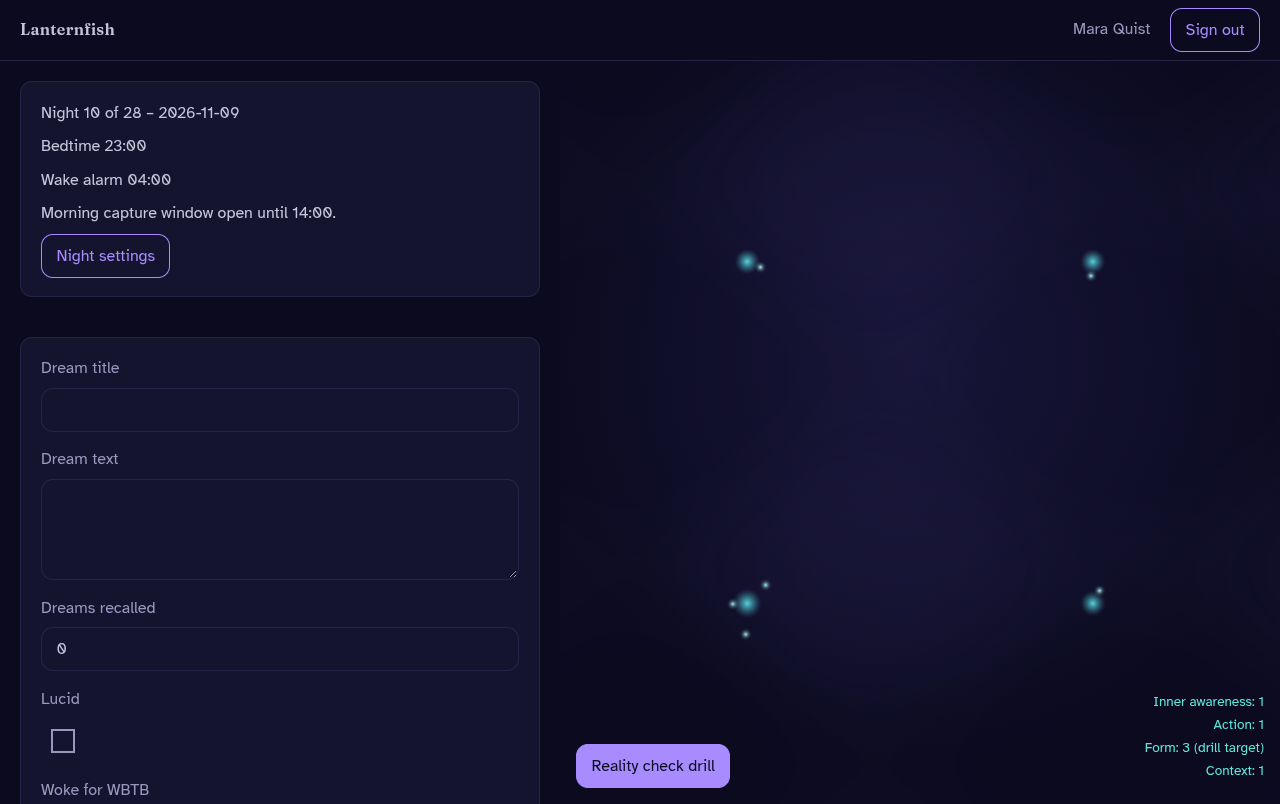 Lanternfish
Mara Quist
Sign out
Night 10 of 28 – 2026-11-09
Bedtime 23:00
Wake alarm 04:00
Morning capture window open until 14:00.
Night settings
Dream title
Dream text
Dreams recalled
0
Lucid
Woke for WBTB
Reality check drill
Inner awareness: 1
Action: 1
Form: 3 (drill target)
Context: 1